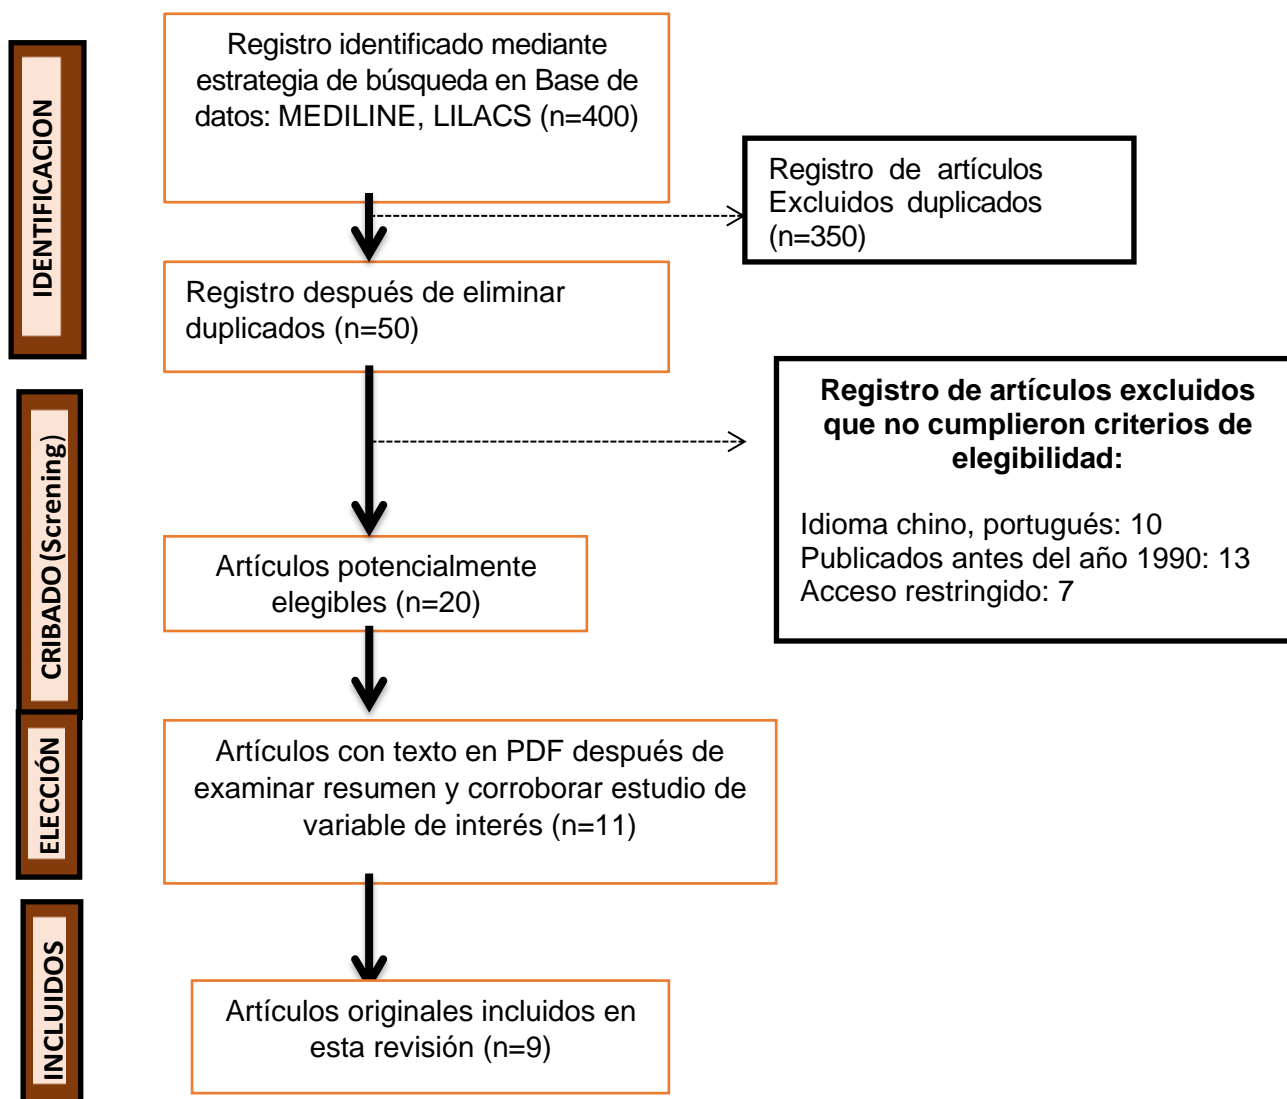 IDENTIFICACION
Registro identificado mediante
estrategia de búsqueda en Base de
datos: MEDILINE, LILACS (n=400)
Registro de artículos
Excluidos duplicados
(n=350)
Registro después de eliminar
duplicados (n=50)
CRIBADO (Screning)
Registro de artículos excluidos
que no cumplieron criterios de
elegibilidad:
Idioma chino, portugués: 10
Publicados antes del año 1990: 13
Acceso restringido: 7
Artículos potencialmente
elegibles (n=20)
ELECCIÓN
Artículos con texto en PDF después de
examinar resumen y corroborar estudio de
variable de interés (n=11)
INCLUIDOS
Artículos originales incluidos en
esta revisión (n=9)